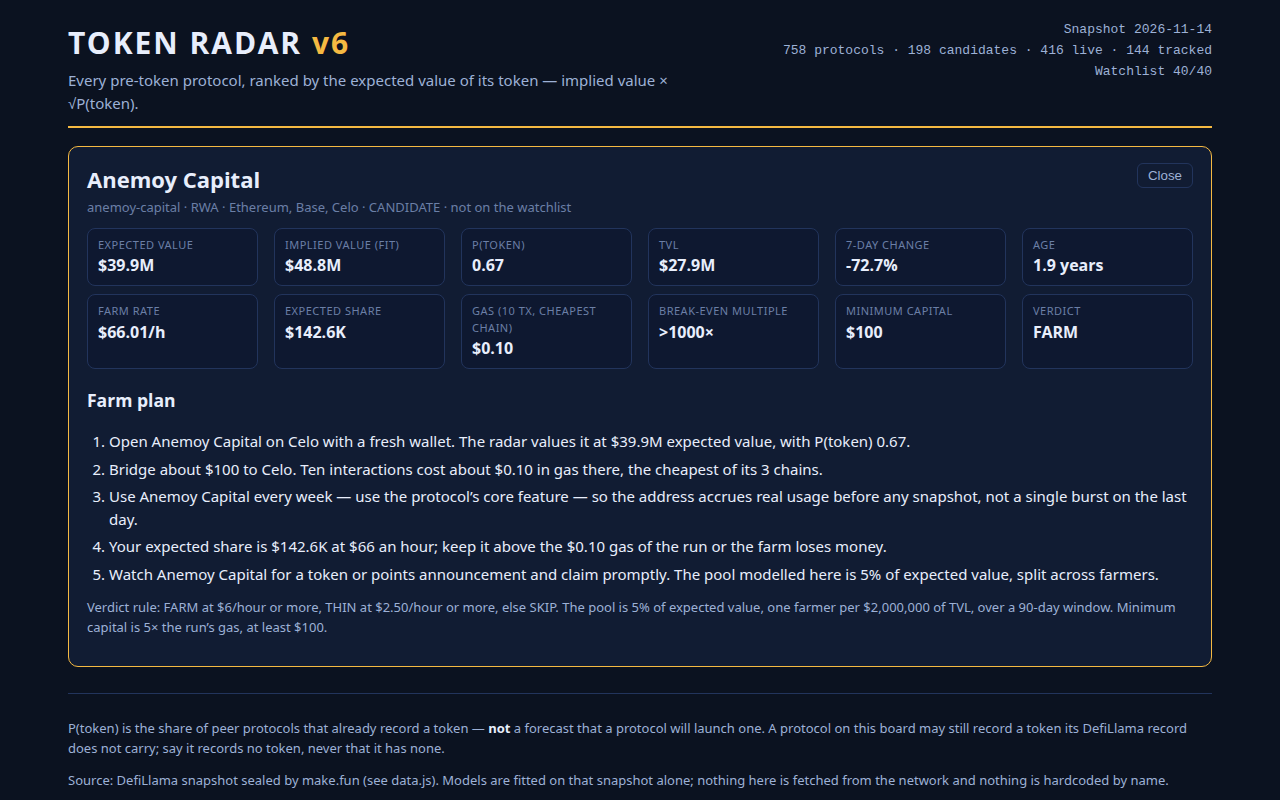 TOKEN RADAR v6
Snapshot 2026-11-14
758 protocols · 198 candidates · 416 live · 144 tracked
Watchlist 40/40
Every pre-token protocol, ranked by the expected value of its token — implied value ×
√P(token).
Anemoy Capital
Close
anemoy-capital · RWA · Ethereum, Base, Celo · CANDIDATE · not on the watchlist
EXPECTED VALUE
$39.9M
IMPLIED VALUE (FIT)
$48.8M
P(TOKEN)
0.67
TVL
$27.9M
7-DAY CHANGE
-72.7%
AGE
1.9 years
FARM RATE
$66.01/h
EXPECTED SHARE
$142.6K
GAS (10 TX, CHEAPEST
CHAIN)
$0.10
BREAK-EVEN MULTIPLE
>1000×
MINIMUM CAPITAL
$100
VERDICT
FARM
Farm plan
1. Open Anemoy Capital on Celo with a fresh wallet. The radar values it at $39.9M expected value, with P(token) 0.67.
2. Bridge about $100 to Celo. Ten interactions cost about $0.10 in gas there, the cheapest of its 3 chains.
3. Use Anemoy Capital every week — use the protocol’s core feature — so the address accrues real usage before any snapshot, not a single burst on the last
day.
4. Your expected share is $142.6K at $66 an hour; keep it above the $0.10 gas of the run or the farm loses money.
5. Watch Anemoy Capital for a token or points announcement and claim promptly. The pool modelled here is 5% of expected value, split across farmers.
Verdict rule: FARM at $6/hour or more, THIN at $2.50/hour or more, else SKIP. The pool is 5% of expected value, one farmer per $2,000,000 of TVL, over a 90-day window. Minimum
capital is 5× the run’s gas, at least $100.
P(token) is the share of peer protocols that already record a token — not a forecast that a protocol will launch one. A protocol on this board may still record a token its DefiLlama record
does not carry; say it records no token, never that it has none.
Source: DefiLlama snapshot sealed by make.fun (see data.js). Models are fitted on that snapshot alone; nothing here is fetched from the network and nothing is hardcoded by name.